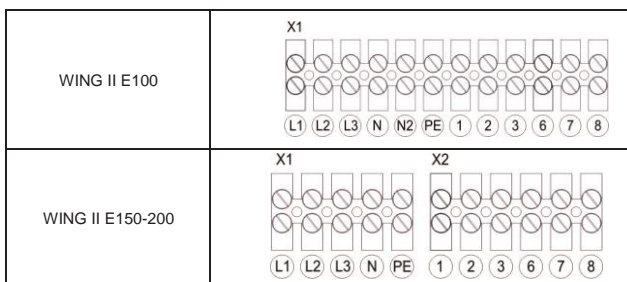 X1
WING II E100
L1 L2 L3 N N2 PE 1 2 3 6 7 8
X1 X2
WING II E150-200
L1 L2 L3 N PE 1 2 3 6 7 8